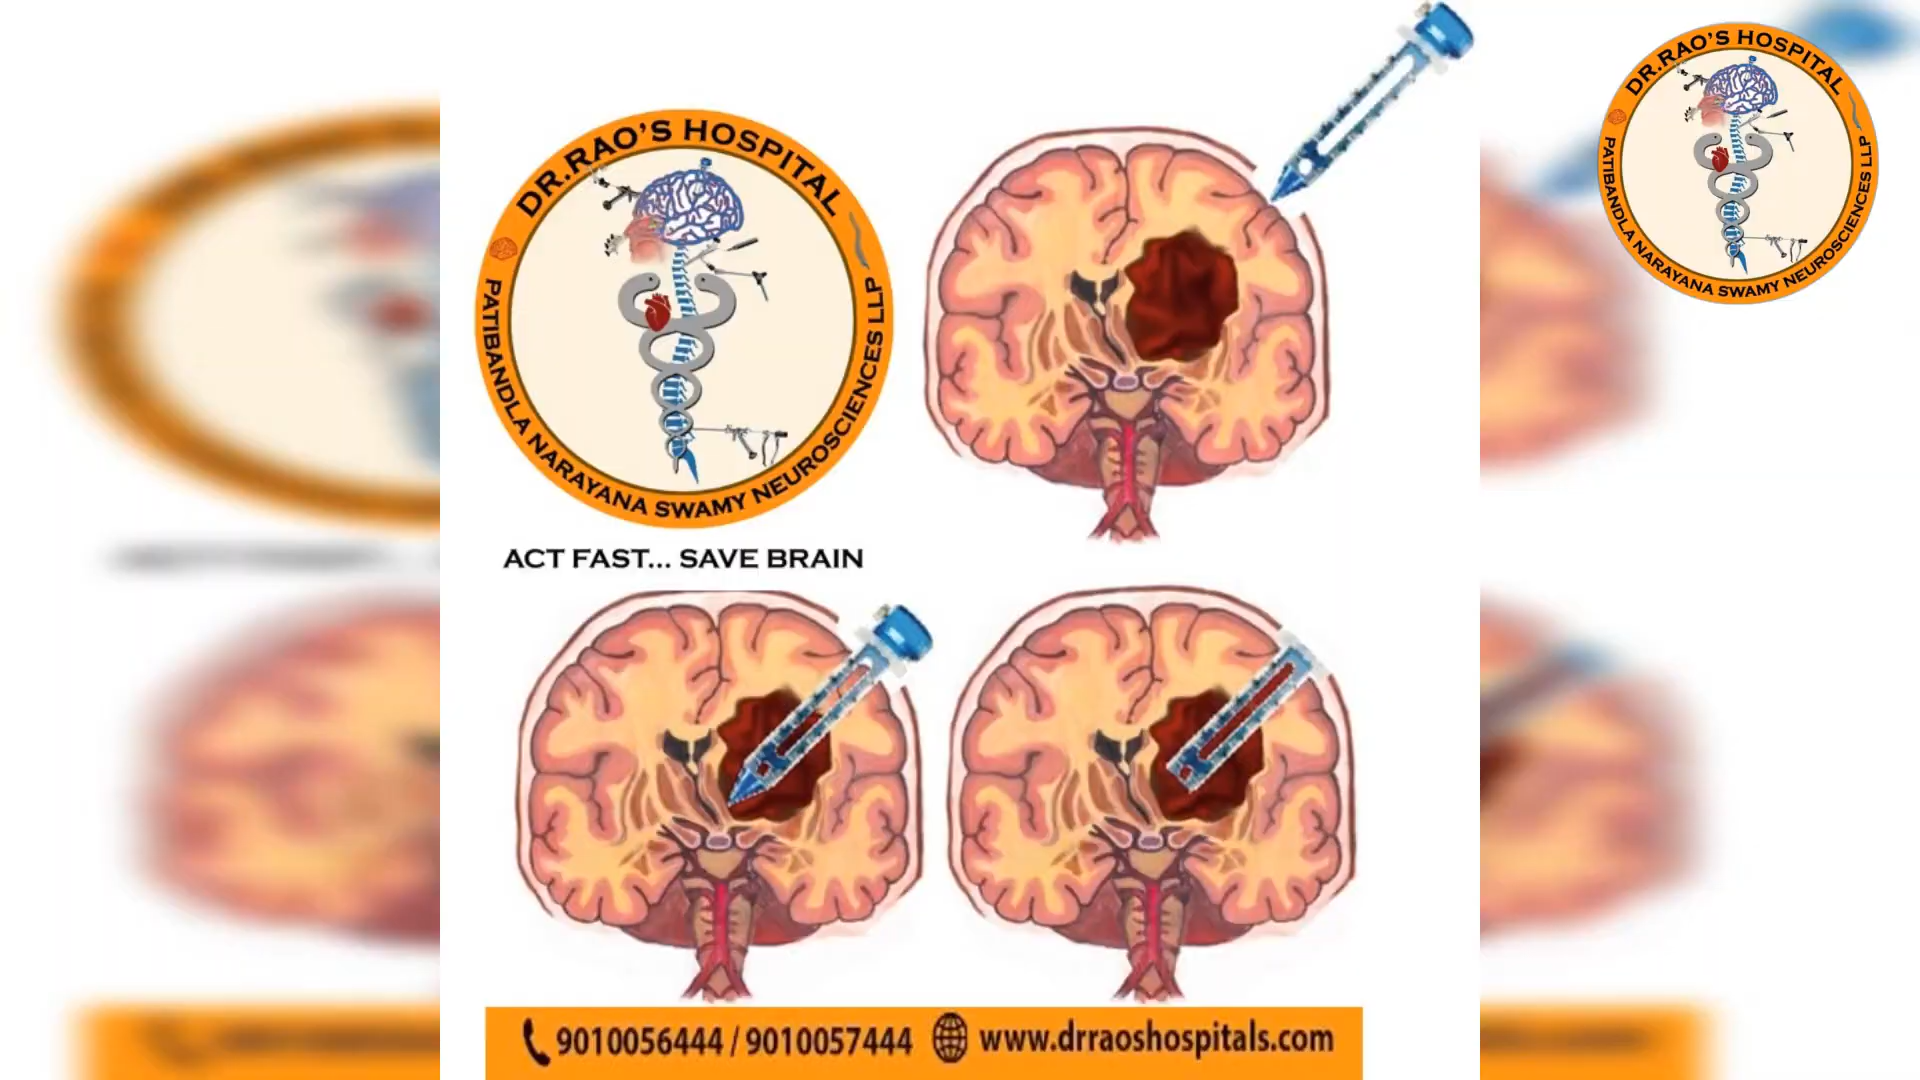 DR.RAO'S HOSPITAL
PATIBANDLA NARAYANA SWAMY NEUROSCIENCES LLP
DR.RAO'S HOSPITAL
PATIBANDLA NARAYANA SWAMY NEUROSCIENCES LLP
ACT FAST... SAVE BRAIN
9010056444 / 9010057444 www.drraoshospitals.com